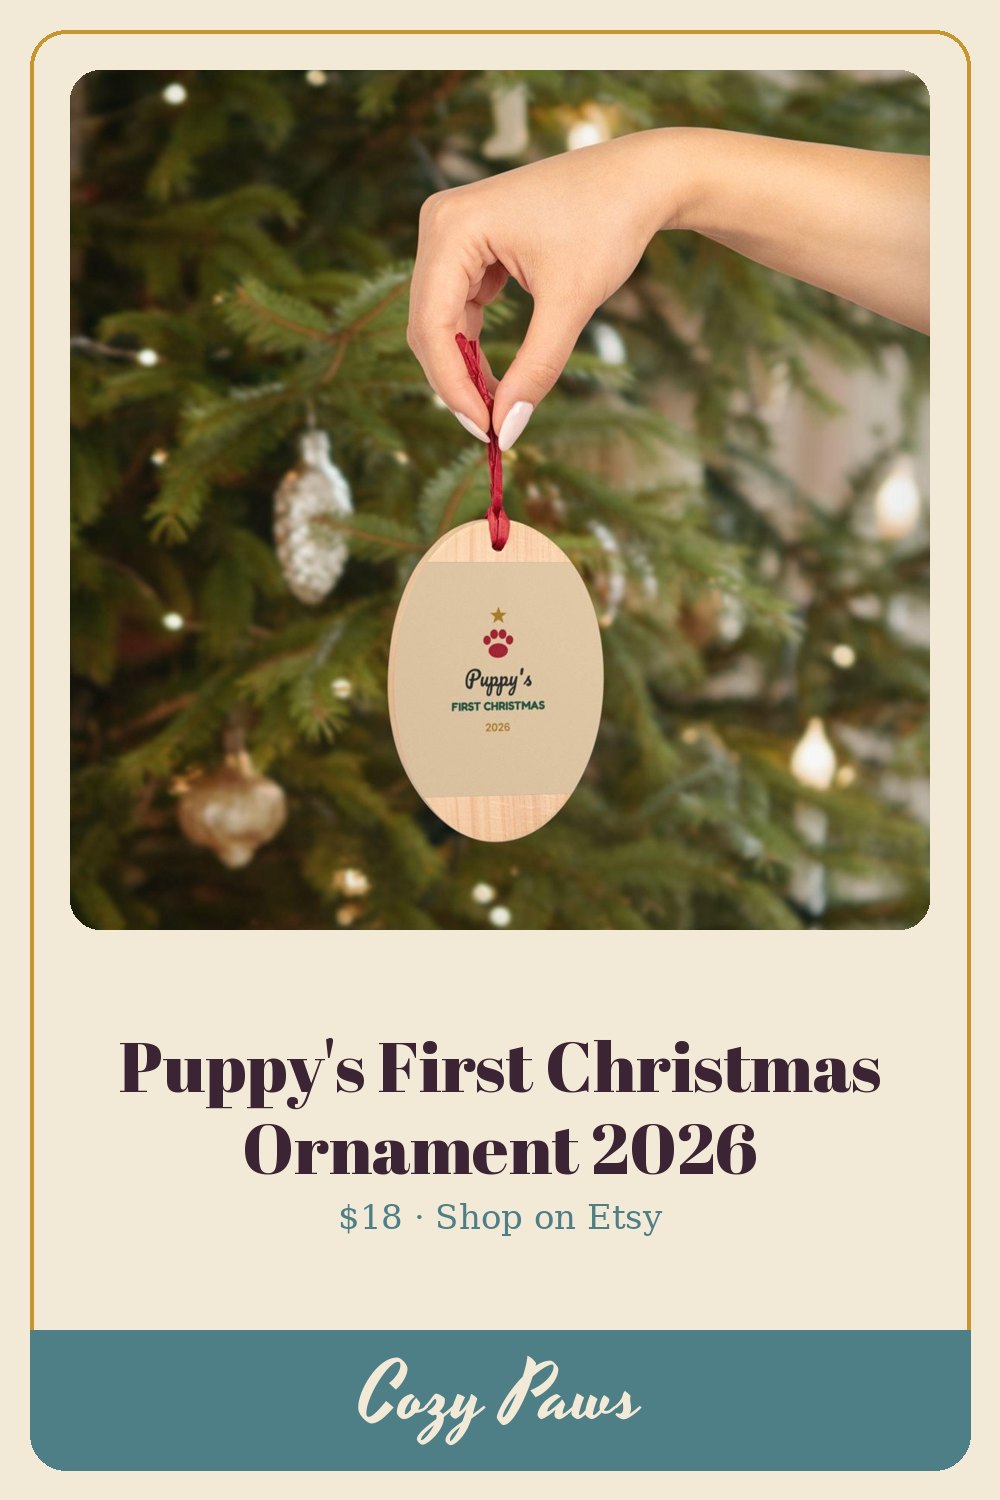 Puppy's
FIRST CHRISTMAS
2026
Puppy's First Christmas
Ornament 2026
$18 · Shop on Etsy
Cozy Paws